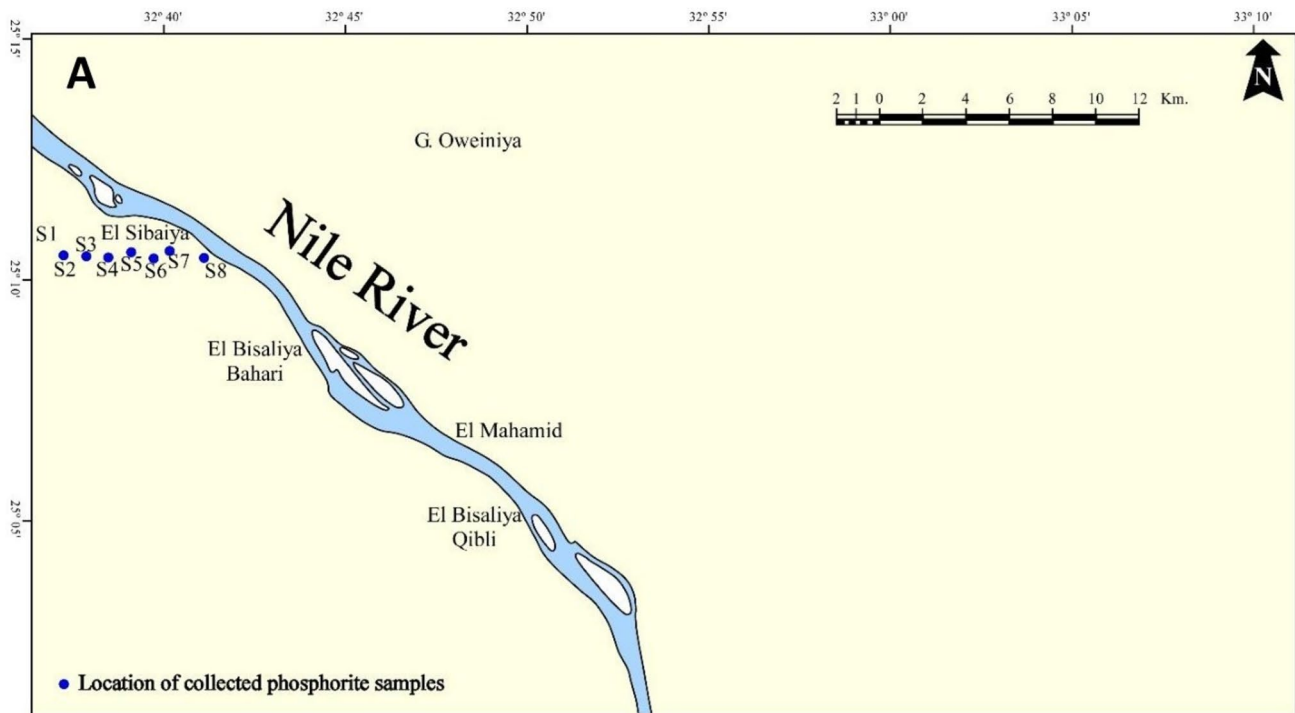 32° 40' 32° 45' 32° 50' 32° 55' 33° 00' 33° 05' 33° 10'
25° 15'
A
N
2 1 0 2 4 6 8 10 12 Km.
G. Oweiniya
Nile River
El Sibaiya
S1 S3
S2 S4 S5 S6 S7 S8
25° 10'
El Bisaliya
Bahari
El Mahamid
El Bisaliya
Qibli
25° 05'
Location of collected phosphorite samples